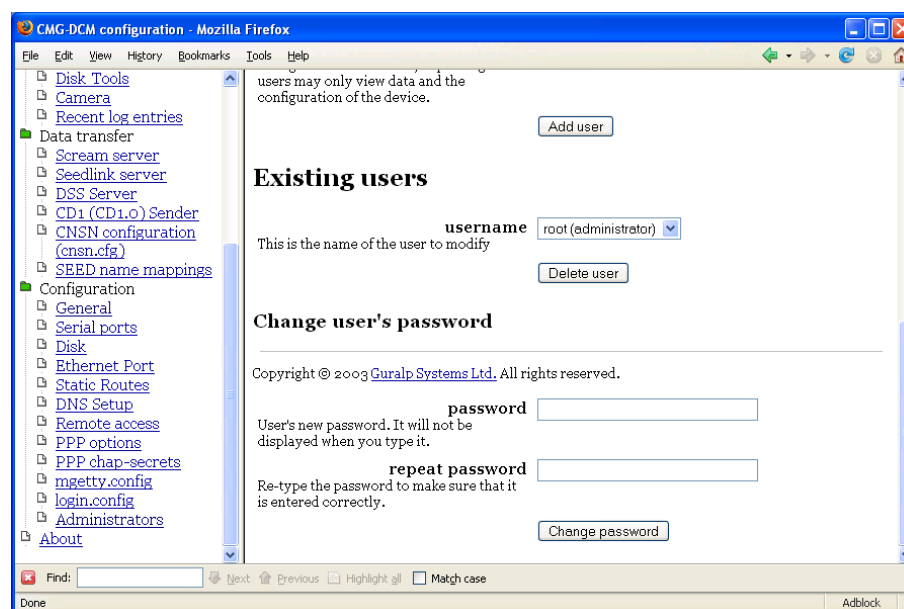 CMG-DCM configuration - Mozilla Firefox
File Edit View History Bookmarks Tools Help
Disk Tools
Camera
Recent log entries
Data transfer
Scream server
Seedlink server
DSS Server
CD1 (CD1.0) Sender
CNSN configuration
(cnsn.cfg)
SEED name mappings
Configuration
General
Serial ports
Disk
Ethernet Port
Static Routes
DNS Setup
Remote access
PPP options
PPP chap-secrets
mgetty.config
login.config
Administrators
About
users may only view data and the
configuration of the device.
Add user
Existing users
username root (administrator)
This is the name of the user to modify
Delete user
Change user's password
Copyright © 2003 Guralp Systems Ltd. All rights reserved.
password
User's new password. It will not be
displayed when you type it.
repeat password
Re-type the password to make sure that it
is entered correctly.
Change password
Find: Next Previous Highlight all Match case
Done Adblock